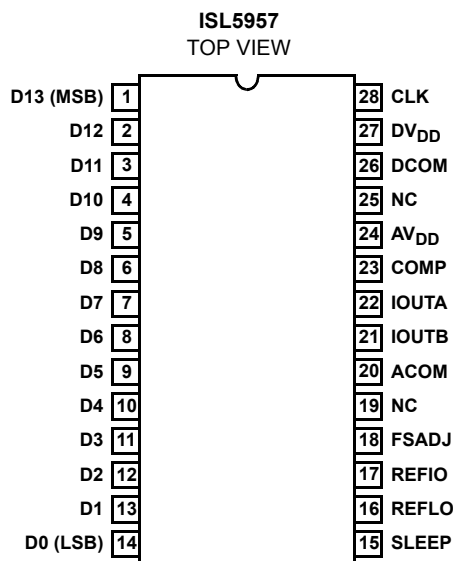 ISL5957
TOP VIEW
D13 (MSB) 1 28 CLK
D12 2 27 DVDD
D11 3 26 DCOM
D10 4 25 NC
D9 5 24 AVDD
D8 6 23 COMP
D7 7 22 IOUTA
D6 8 21 IOUTB
D5 9 20 ACOM
D4 10 19 NC
D3 11 18 FSADJ
D2 12 17 REFIO
D1 13 16 REFLO
D0 (LSB) 14 15 SLEEP